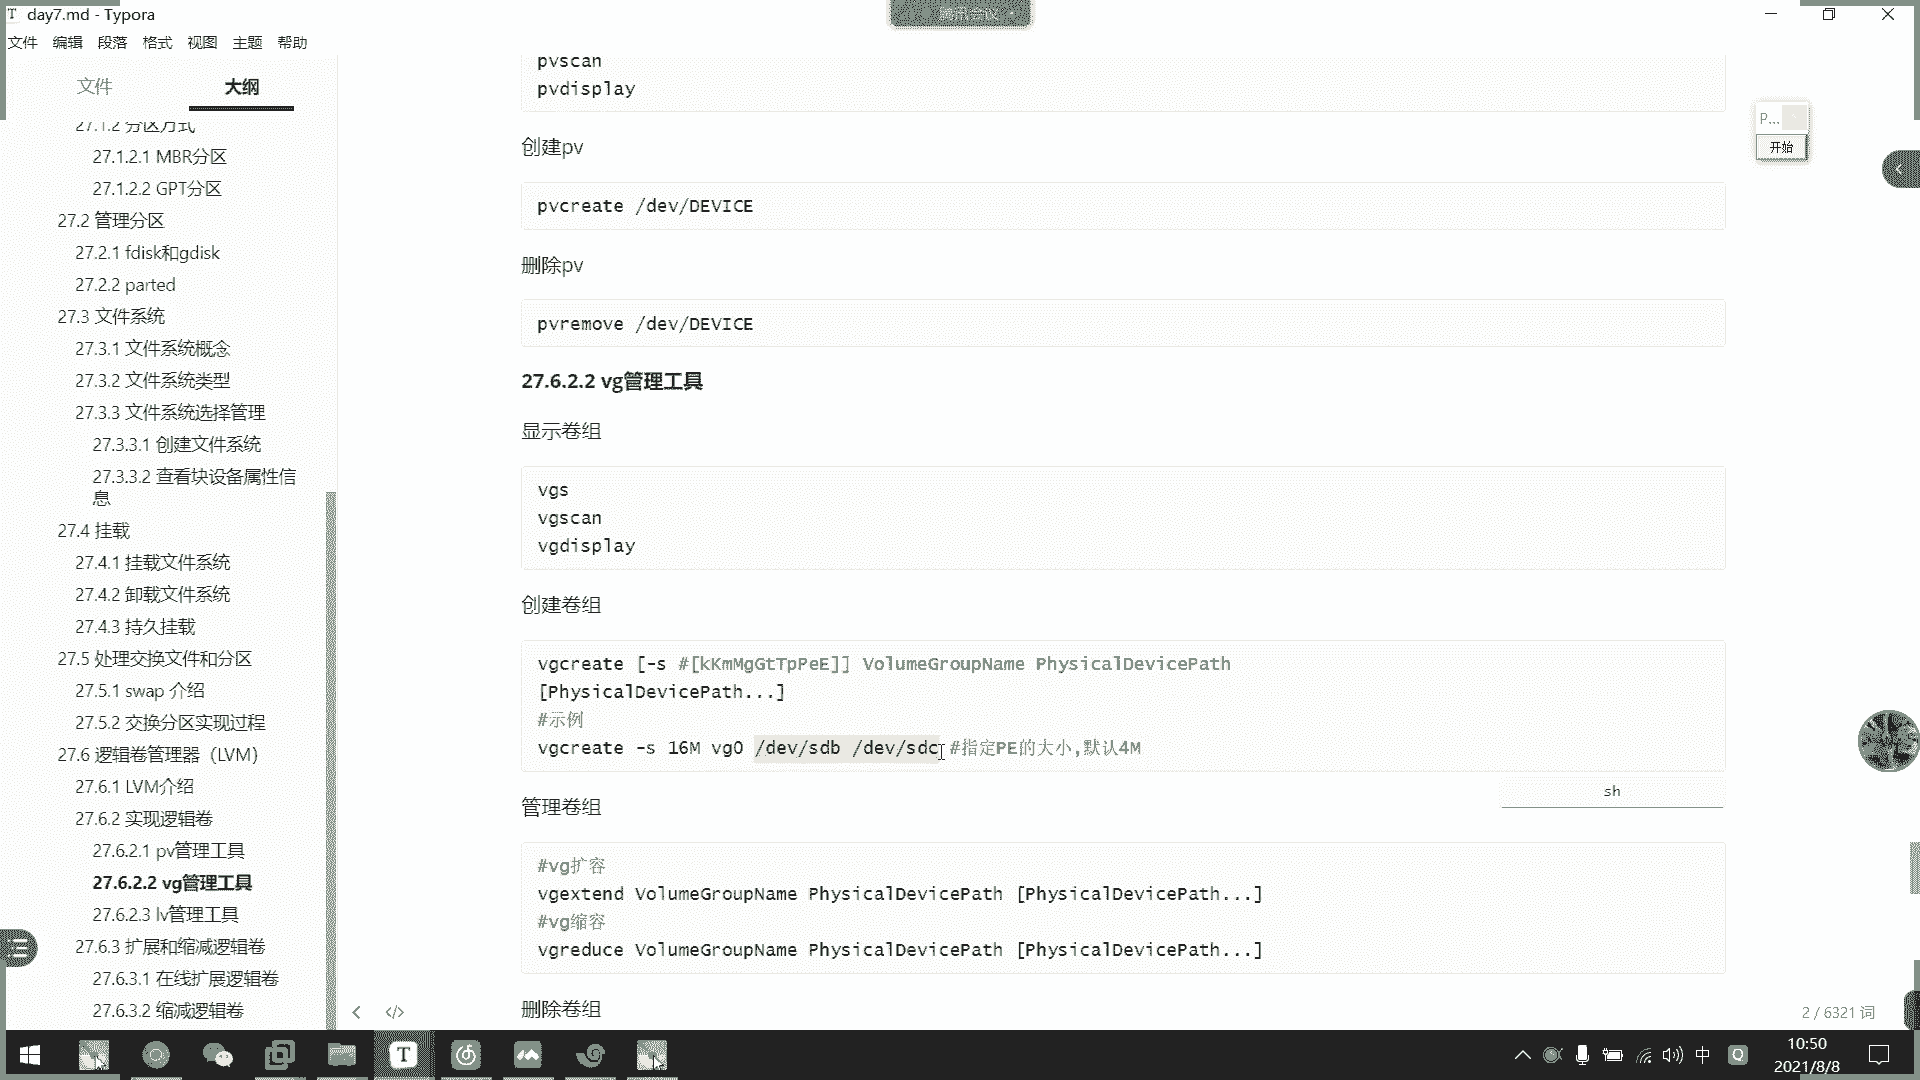 day7.md - Typora
腾讯会议
文件 编辑 段落 格式 视图 主题 帮助
文件 大纲
27.1.2 分区方式
27.1.2.1 MBR分区
27.1.2.2 GPT分区
27.2 管理分区
27.2.1 fdisk和gdisk
27.2.2 parted
27.3 文件系统
27.3.1 文件系统概念
27.3.2 文件系统类型
27.3.3 文件系统选择管理
27.3.3.1 创建文件系统
27.3.3.2 查看块设备属性信
息
27.4 挂载
27.4.1 挂载文件系统
27.4.2 卸载文件系统
27.4.3 持久挂载
27.5 处理交换文件和分区
27.5.1 swap 介绍
27.5.2 交换分区实现过程
27.6 逻辑卷管理器（LVM）
27.6.1 LVM介绍
27.6.2 实现逻辑卷
27.6.2.1 pv管理工具
27.6.2.2 vg管理工具
27.6.2.3 lv管理工具
27.6.3 扩展和缩减逻辑卷
27.6.3.1 在线扩展逻辑卷
27.6.3.2 缩减逻辑卷
pvscan
pvdisplay
创建pv
pvcreate /dev/DEVICE
删除pv
pvremove /dev/DEVICE
27.6.2.2 vg管理工具
显示卷组
vgs
vgscan
vgdisplay
创建卷组
vgcreate [-s #[kKmMgGtTpPeE]] VolumeGroupName PhysicalDevicePath
[PhysicalDevicePath...]
#示例
vgcreate -s 16M vg0 /dev/sdb /dev/sdc #指定PE的大小,默认4M
sh
管理卷组
#vg扩容
vgextend VolumeGroupName PhysicalDevicePath [PhysicalDevicePath...]
#vg缩容
vgreduce VolumeGroupName PhysicalDevicePath [PhysicalDevicePath...]
删除卷组
P...
开始
2 / 6321 词
中
10:50
2021/8/8